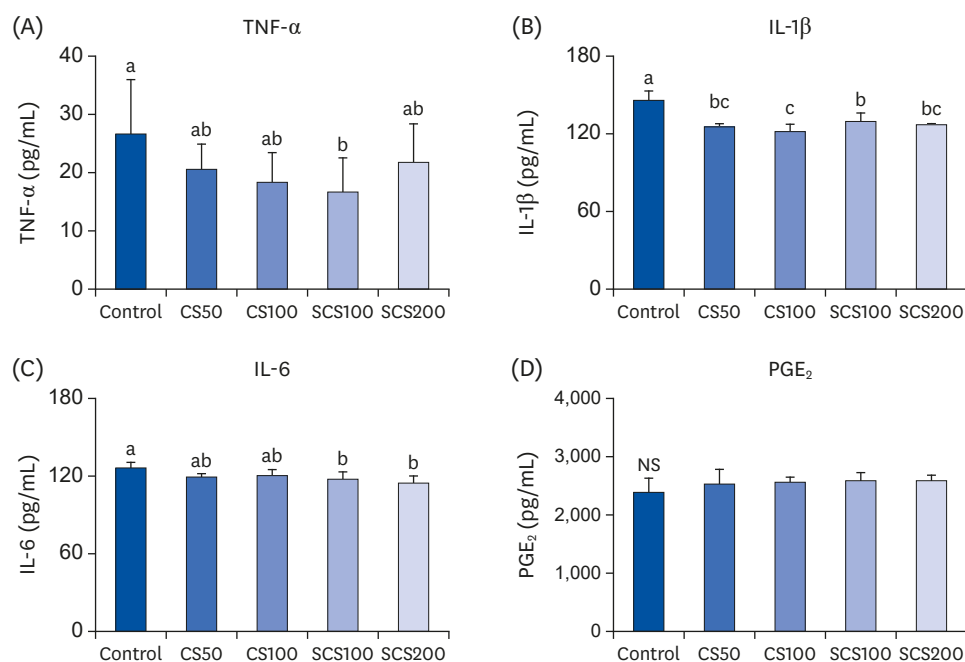 (A) TNF-α
40
30
20
10
0
TNF-α (pg/mL)
a
ab
ab
b
ab
Control CS50 CS100 SCS100 SCS200
(B) IL-1β
180
120
60
0
IL-1β (pg/mL)
a
bc
c
b
bc
Control CS50 CS100 SCS100 SCS200
(C) IL-6
180
120
60
0
IL-6 (pg/mL)
a
ab
ab
b
b
Control CS50 CS100 SCS100 SCS200
(D) PGE₂
4,000
3,000
2,000
1,000
0
PGE₂ (pg/mL)
NS
Control CS50 CS100 SCS100 SCS200